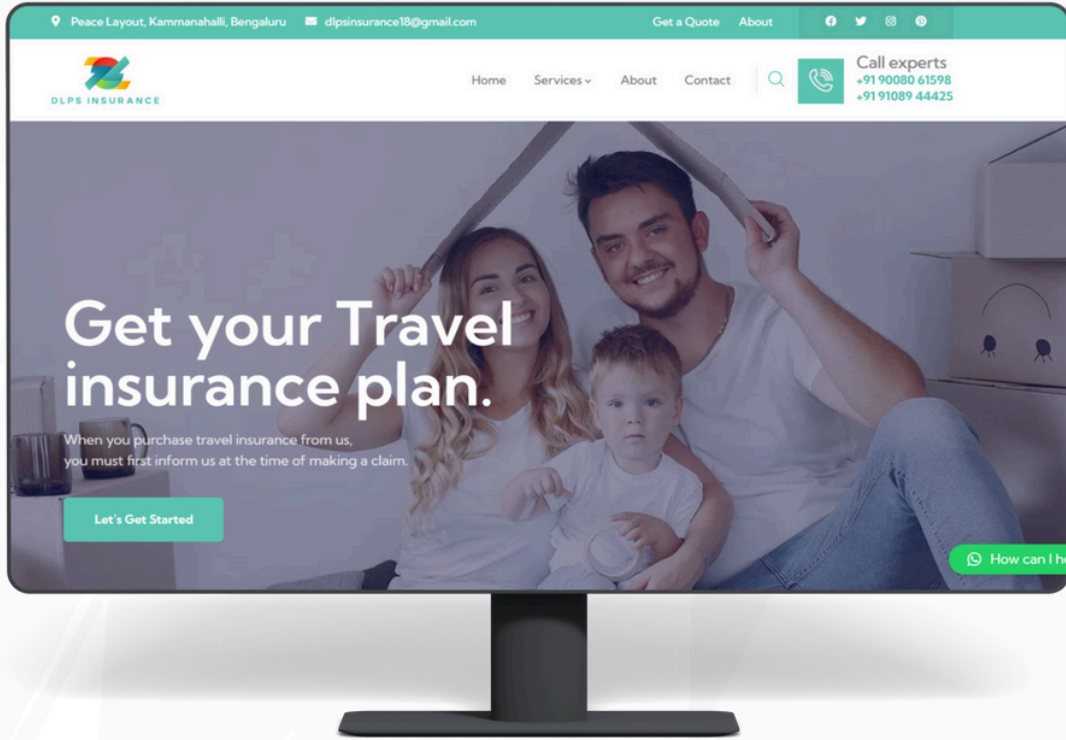 Peace Layout, Kammanahalli, Bengaluru dlpsinsurance18@gmail.com Get a Quote About
DLPS INSURANCE
Home Services About Contact
Call experts
+91 90080 61598
+91 91089 44425
Get your Travel
insurance plan.
When you purchase travel insurance from us,
you must first inform us at the time of making a claim.
Let's Get Started
How can I he